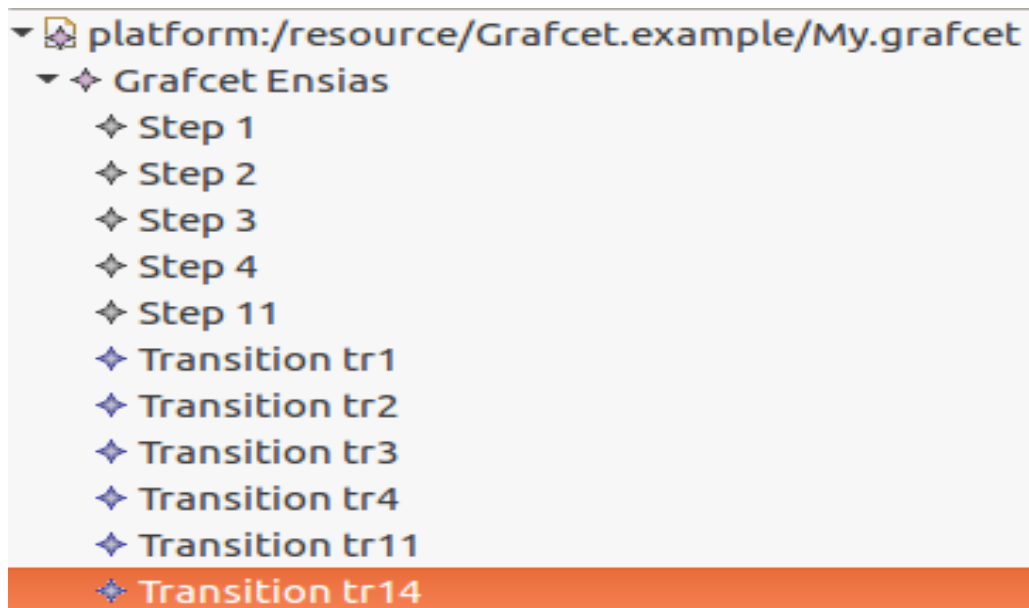 platform:/resource/Grafcet.example/My.grafcet
Grafcet Ensias
Step 1
Step 2
Step 3
Step 4
Step 11
Transition tr1
Transition tr2
Transition tr3
Transition tr4
Transition tr11
Transition tr14